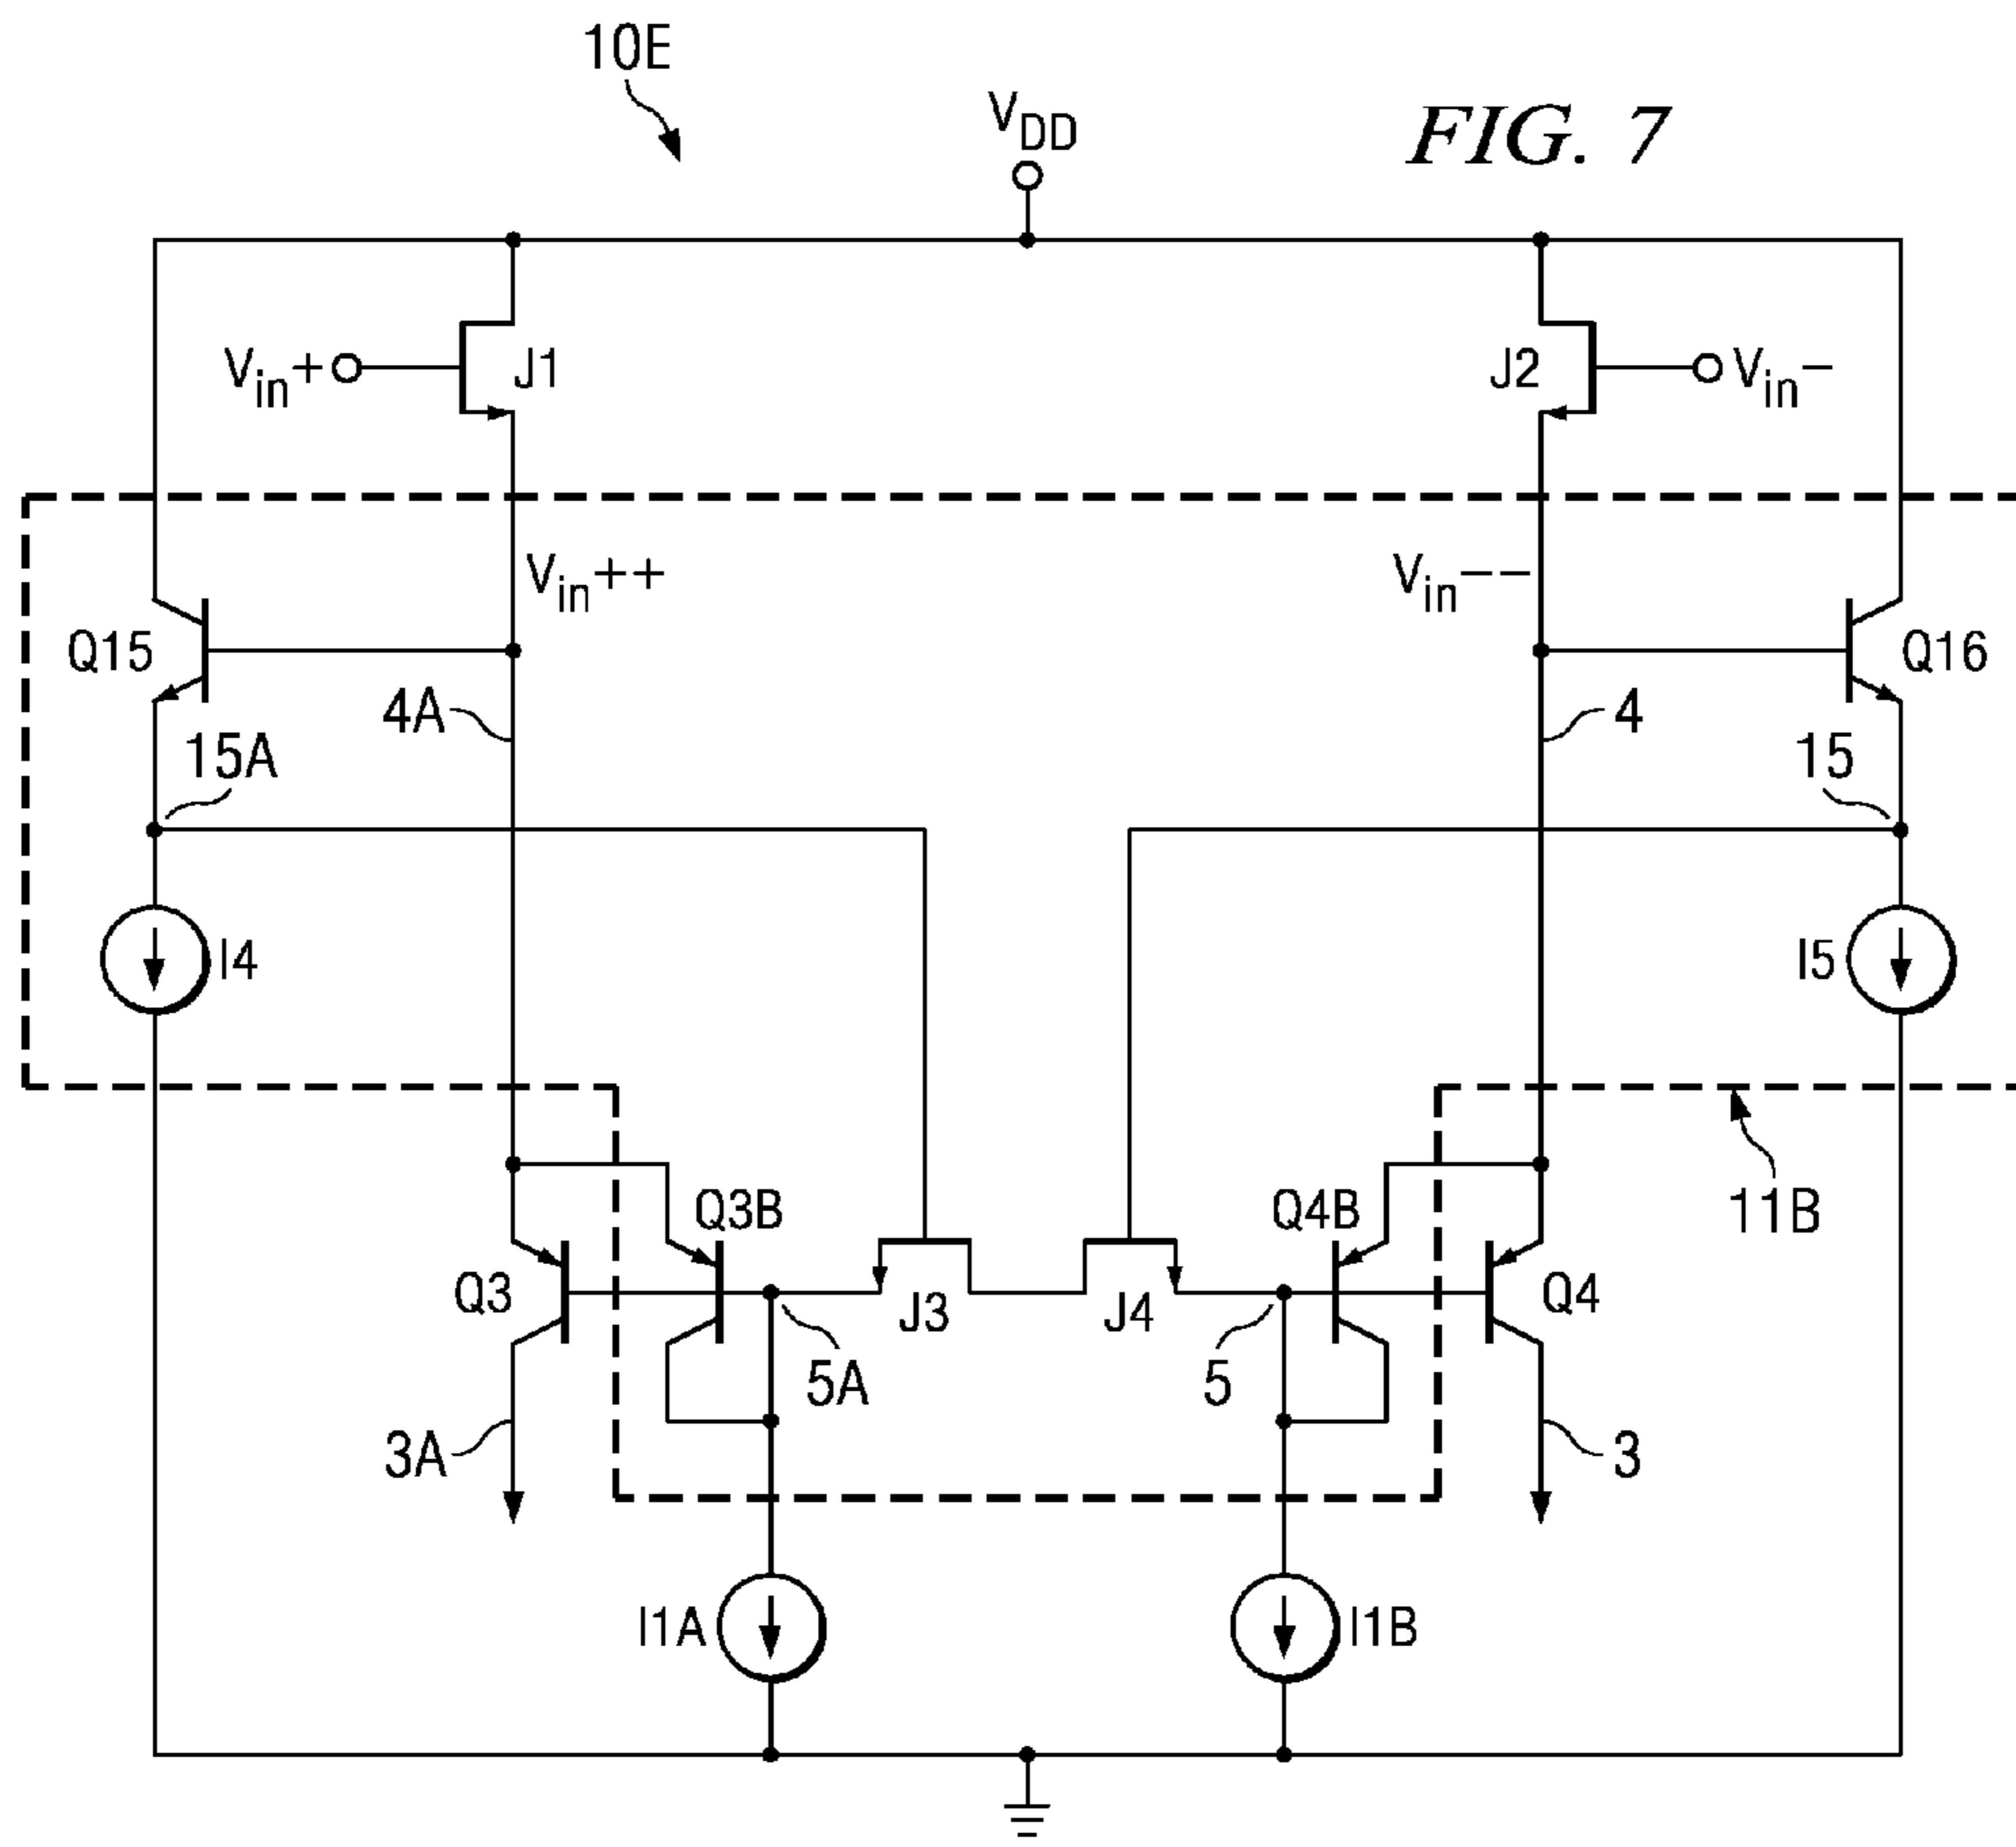 10E
VDD
FIG. 7
Vin+
J1
J2
Vin−
Vin++
Vin−−
Q15
Q16
4A
4
15A
15
I4
I5
Q3B
Q4B
11B
Q3
J3
J4
Q4
5A
5
3A
3
I1A
I1B